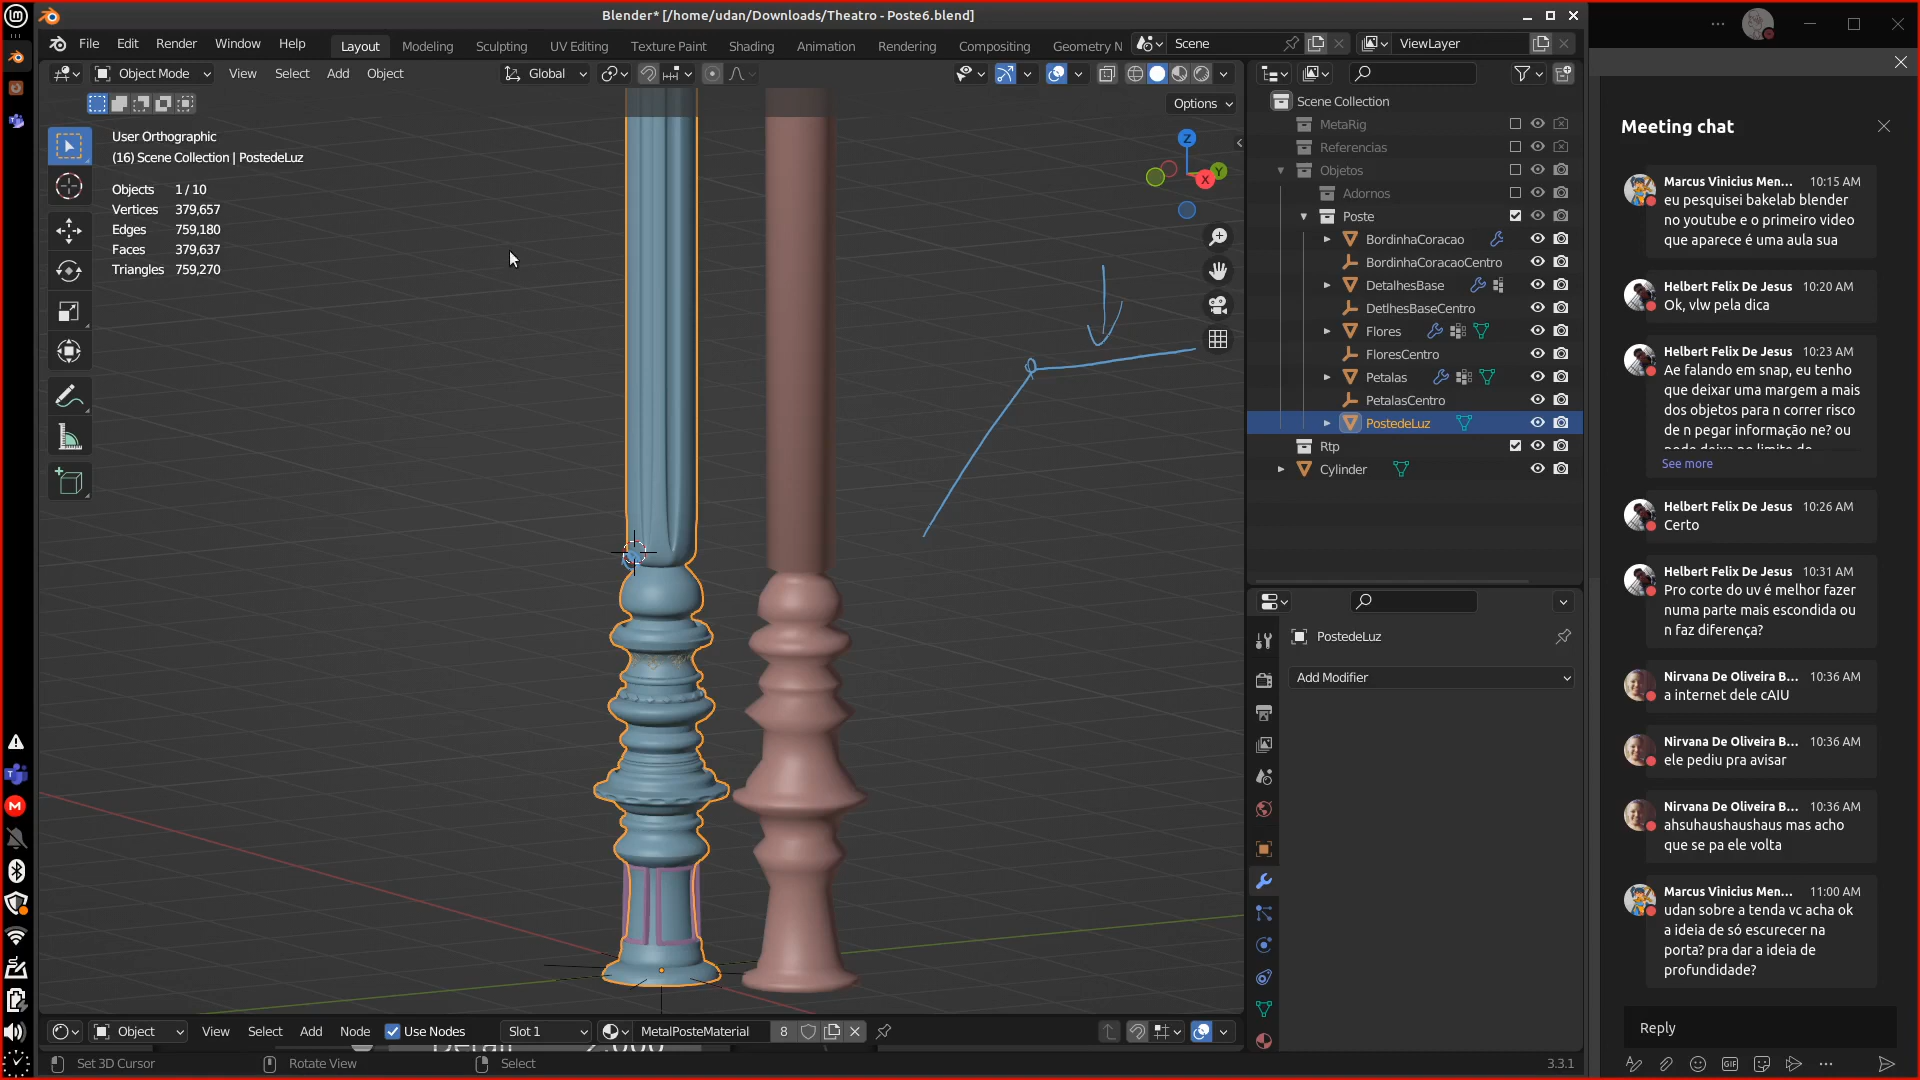 Blender* [/home/udan/Downloads/Theatro - Poste6.blend]
File Edit Render Window Help
Layout Modeling Sculpting UV Editing Texture Paint Shading Animation Rendering Compositing Geometry N
Scene
ViewLayer
Object Mode
View Select Add Object
Global
Options
User Orthographic
(16) Scene Collection | PostedeLuz
Objects 1 / 10
Vertices 379,657
Edges 759,180
Faces 379,637
Triangles 759,270
Z
Y
X
Scene Collection
MetaRig
Referencias
Objetos
Adornos
Poste
BordinhaCoracao
BordinhaCoracaoCentro
DetalhesBase
DetlhesBaseCentro
Flores
FloresCentro
Petalas
PetalasCentro
PostedeLuz
Rtp
Cylinder
PostedeLuz
Add Modifier
Object
View Select Add Node
Use Nodes
Slot 1
MetalPosteMaterial
8
Set 3D Cursor
Rotate View
Select
3.3.1
Meeting chat
Marcus Vinicius Men... 10:15 AM
eu pesquisei bakelab blender
no youtube e o primeiro video
que aparece é uma aula sua
Helbert Felix De Jesus 10:20 AM
Ok, vlw pela dica
Helbert Felix De Jesus 10:23 AM
Ae falando em snap, eu tenho
que deixar uma margem a mais
dos objetos para n correr risco
de n pegar informação ne? ou
See more
Helbert Felix De Jesus 10:26 AM
Certo
Helbert Felix De Jesus 10:31 AM
Pro corte do uv é melhor fazer
numa parte mais escondida ou
n faz diferença?
Nirvana De Oliveira B... 10:36 AM
a internet dele cAIU
Nirvana De Oliveira B... 10:36 AM
ele pediu pra avisar
Nirvana De Oliveira B... 10:36 AM
ahsuhaushaushaus mas acho
que se pa ele volta
Marcus Vinicius Men... 11:00 AM
udan sobre a tenda vc acha ok
a ideia de só escurecer na
porta? pra dar a ideia de
profundidade?
Reply
GIF